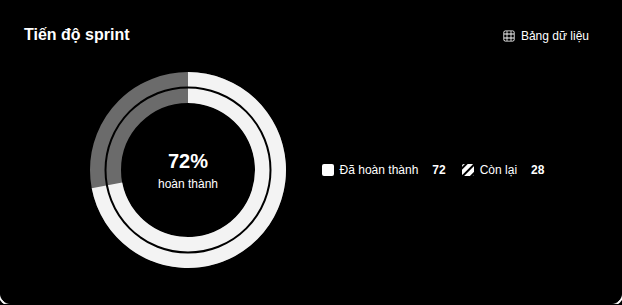 Tiến độ sprint
Bảng dữ liệu
72%
hoàn thành
Đã hoàn thành 72 Còn lại 28